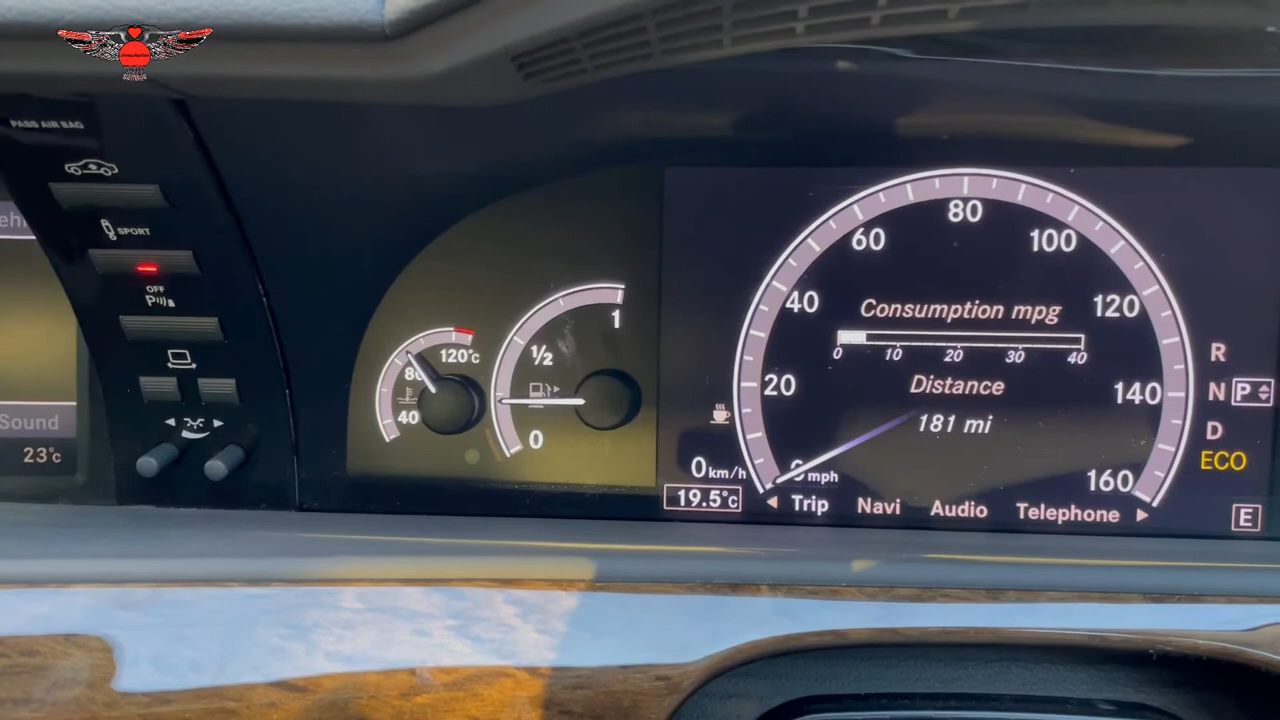 PASS AIR BAG
SPORT
OFF
P
Sound
23°c
120°c
80
40
1
½
0
80
60
100
40
120
20
140
160
Consumption mpg
0 10 20 30 40
Distance
181 mi
0 km/h
0 mph
19.5°c
Trip Navi Audio Telephone
R
N P
D
ECO
E